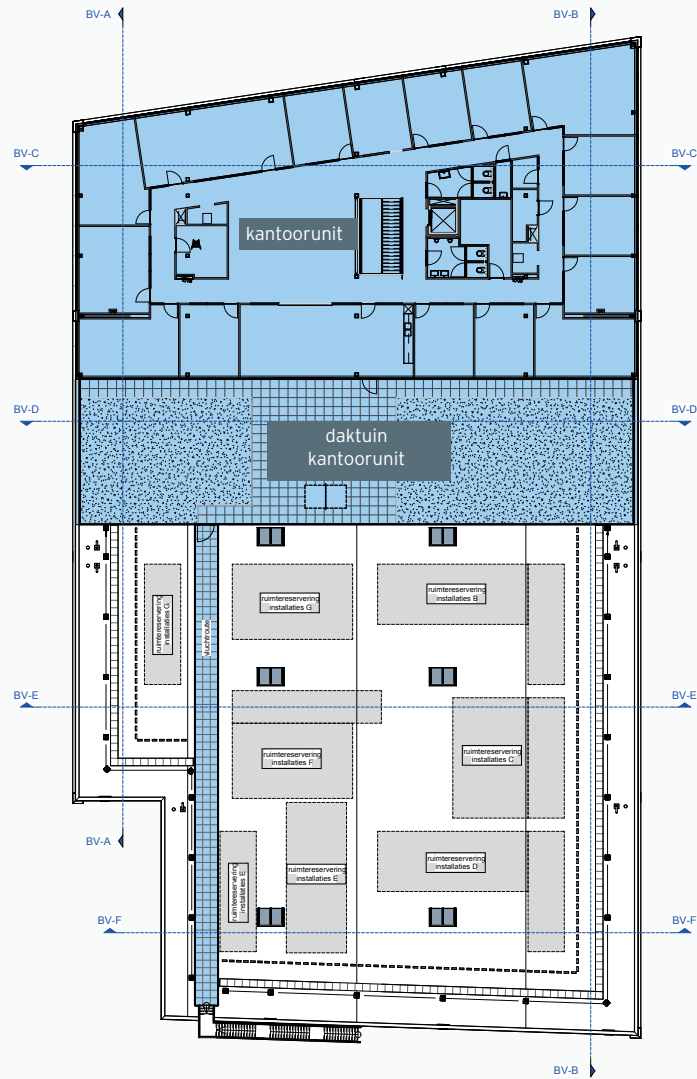 BV-A
BV-B
BV-C
BV-C
kantoorunit
BV-D
BV-D
daktuin
kantoorunit
ruimtereservering
installaties G
ruimtereservering
installaties B
ruimtereservering
installaties G
vluchtroute
BV-E
BV-E
ruimtereservering
installaties F
ruimtereservering
installaties C
BV-A
ruimtereservering
installaties E
ruimtereservering
installaties E
ruimtereservering
installaties D
BV-F
BV-F
BV-B